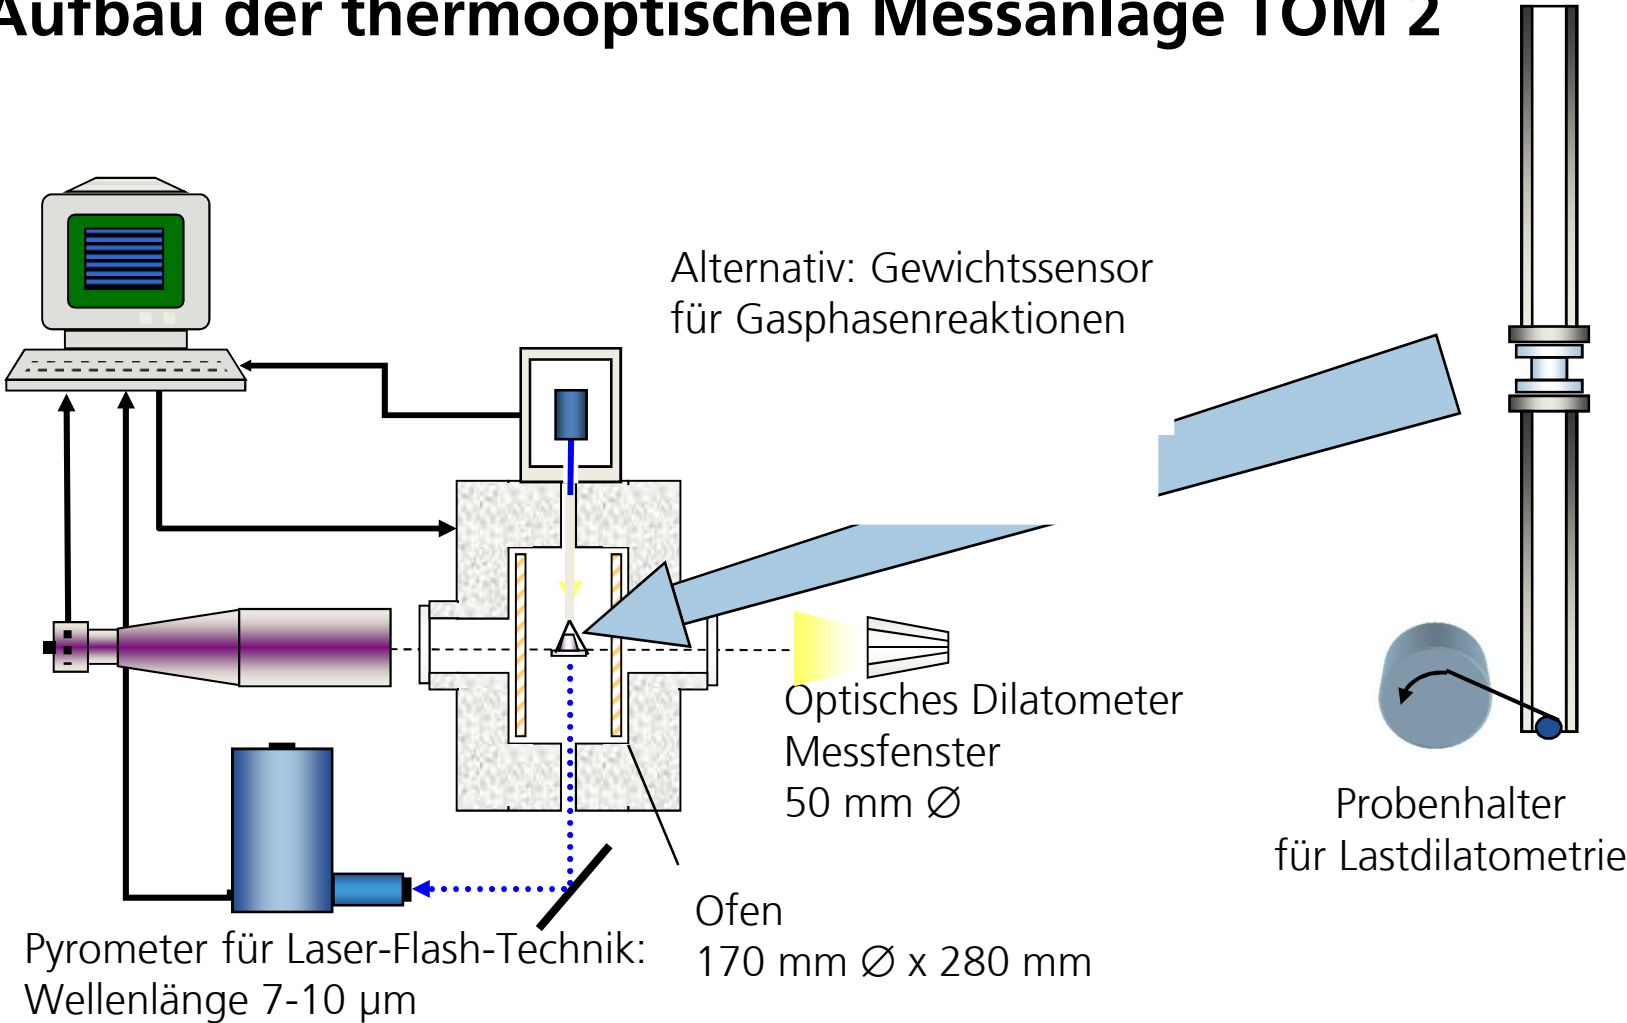 Aufbau der thermooptischen Messanlage TOM 2
Alternativ: Gewichtssensor
für Gasphasenreaktionen
Optisches Dilatometer
Messfenster
50 mm Ø
Probenhalter
für Lastdilatometrie
Ofen
170 mm Ø x 280 mm
Pyrometer für Laser-Flash-Technik:
Wellenlänge 7-10 µm